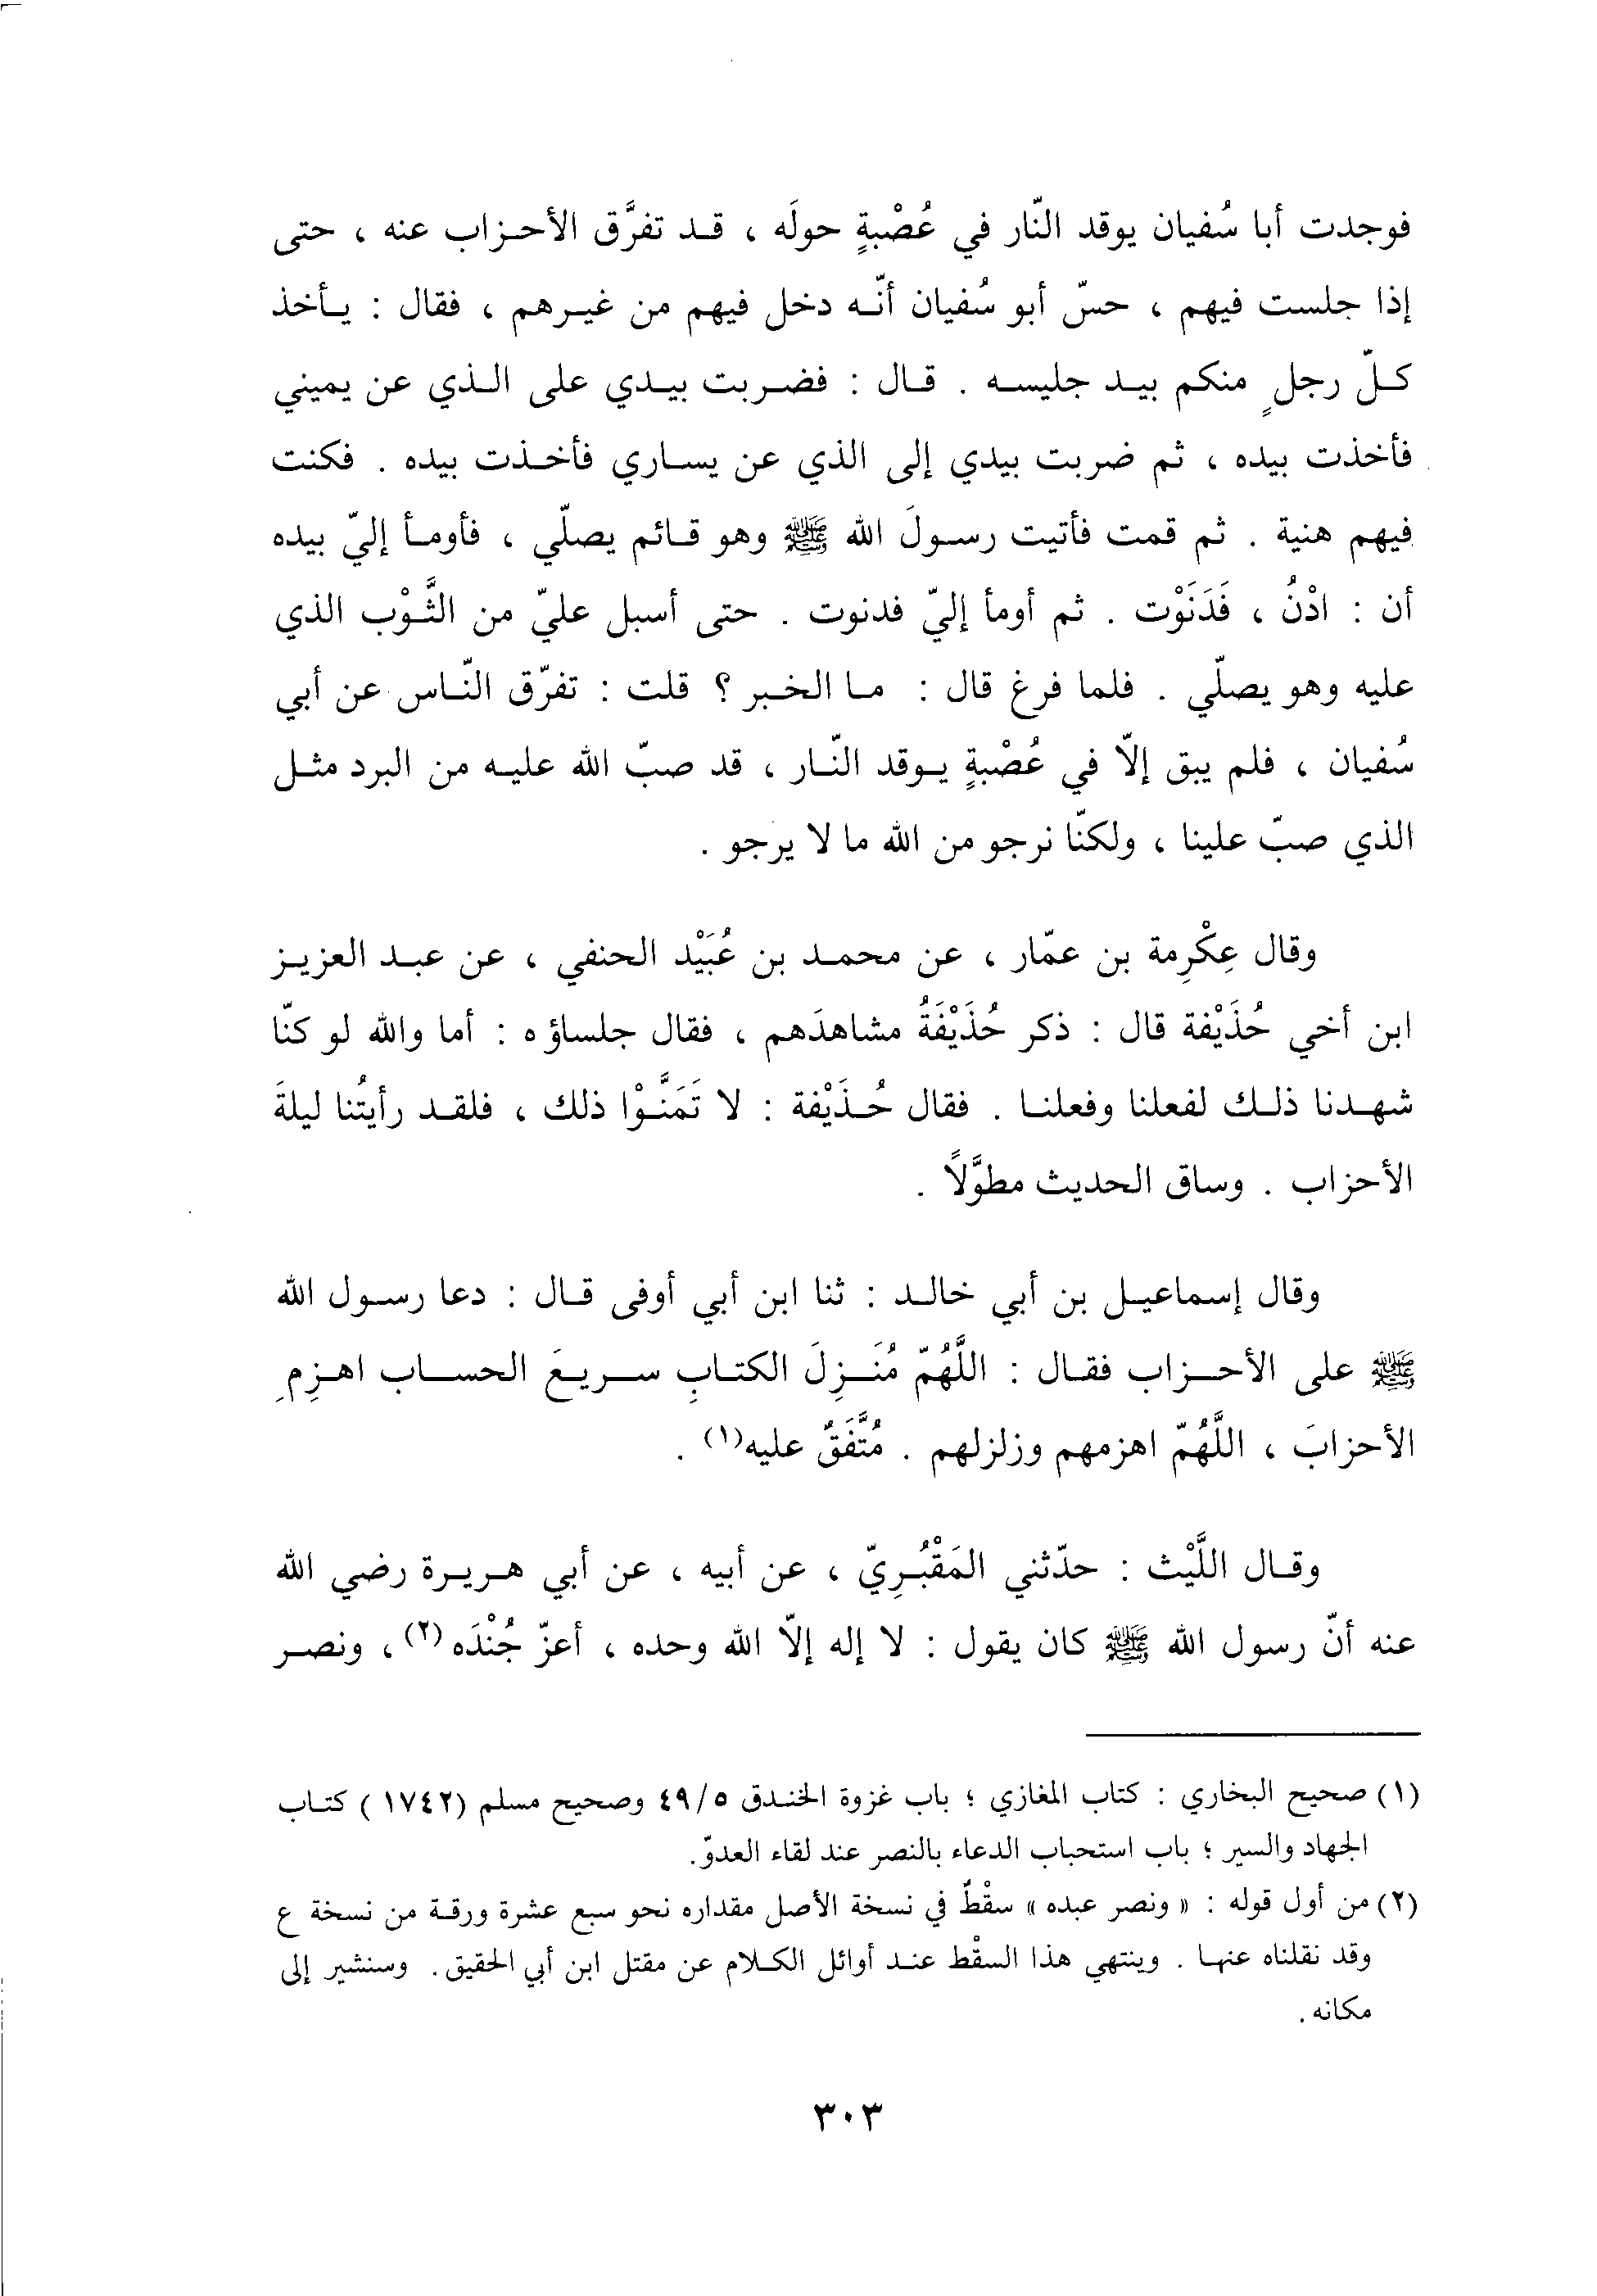 فوجدت أبا سُفيان يوقد النّار في عُصْبةٍ حولَه ، قد تفرَّق الأحزاب عنه ، حتى
إذا جلست فيهم ، حسّ أبو سُفيان أنّه دخل فيهم من غيرهم ، فقال : يأخذ
كلّ رجلٍ منكم بيد جليسه . قال : فضربت بيدي على الذي عن يميني
فأخذت بيده ، ثم ضربت بيدي إلى الذي عن يساري فأخذت بيده . فكنت
فيهم هنية . ثم قمت فأتيت رسولَ الله ﷺ وهو قائم يصلّي ، فأومأ إليّ بيده
أن : ادْنُ ، فَدَنَوْت . ثم أومأ إليّ فدنوت . حتى أسبل عليّ من الثَّوْب الذي
عليه وهو يصلّي . فلما فرغ قال : ما الخبر ؟ قلت : تفرّق النّاس عن أبي
سُفيان ، فلم يبق إلاّ في عُصْبةٍ يوقد النّار ، قد صبّ الله عليه من البرد مثل
الذي صبّ علينا ، ولكنّا نرجو من الله ما لا يرجو .
وقال عِكْرِمة بن عمّار ، عن محمد بن عُبَيْد الحنفي ، عن عبد العزيز
ابن أخي حُذَيْفة قال : ذكر حُذَيْفَةُ مشاهدَهم ، فقال جلساؤه : أما والله لو كنّا
شهدنا ذلك لفعلنا وفعلنا . فقال حُذَيْفة : لا تَمَنَّوْا ذلك ، فلقد رأيتُنا ليلةَ
الأحزاب . وساق الحديث مطوَّلاً .
وقال إسماعيل بن أبي خالد : ثنا ابن أبي أوفى قال : دعا رسول الله
ﷺ على الأحزاب فقال : اللَّهُمّ مُنَزِلَ الكتابِ سريعَ الحساب اهزِمِ
الأحزابَ ، اللَّهُمّ اهزمهم وزلزلهم . مُتَّفَقٌ عليه(١) .
وقال اللَّيْث : حدّثني المَقْبُرِيّ ، عن أبيه ، عن أبي هريرة رضي الله
عنه أنّ رسول الله ﷺ كان يقول : لا إله إلاّ الله وحده ، أعزّ جُنْدَه(٢) ، ونصر
(١) صحيح البخاري : كتاب المغازي ؛ باب غزوة الخندق ٤٩/٥ وصحيح مسلم (١٧٤٢) كتاب
الجهاد والسير ؛ باب استحباب الدعاء بالنصر عند لقاء العدوّ.
(٢) من أول قوله : « ونصر عبده » سقْطٌ في نسخة الأصل مقداره نحو سبع عشرة ورقة من نسخة ع
وقد نقلناه عنها . وينتهي هذا السقْط عند أوائل الكلام عن مقتل ابن أبي الحقيق. وسنشير إلى
مكانه .
٣٠٣